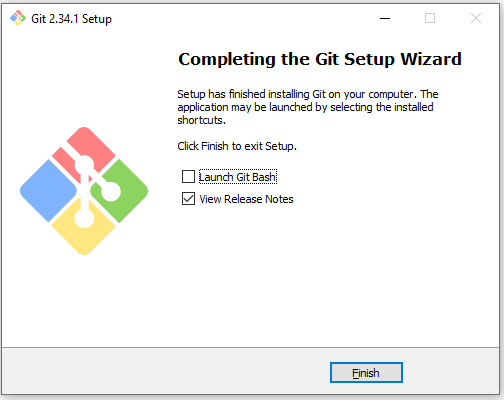 Git 2.34.1 Setup
Completing the Git Setup Wizard
Setup has finished installing Git on your computer. The
application may be launched by selecting the installed
shortcuts.
Click Finish to exit Setup.
Launch Git Bash
View Release Notes
Finish